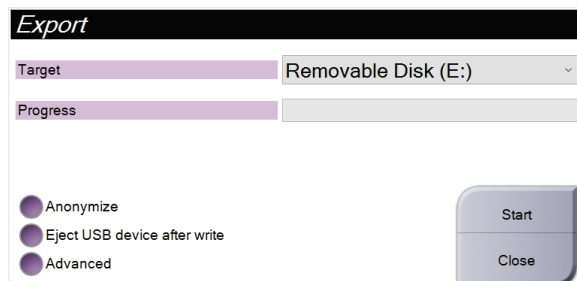 Export
Target
Removable Disk (E:)
Progress
Anonymize
Eject USB device after write
Advanced
Start
Close